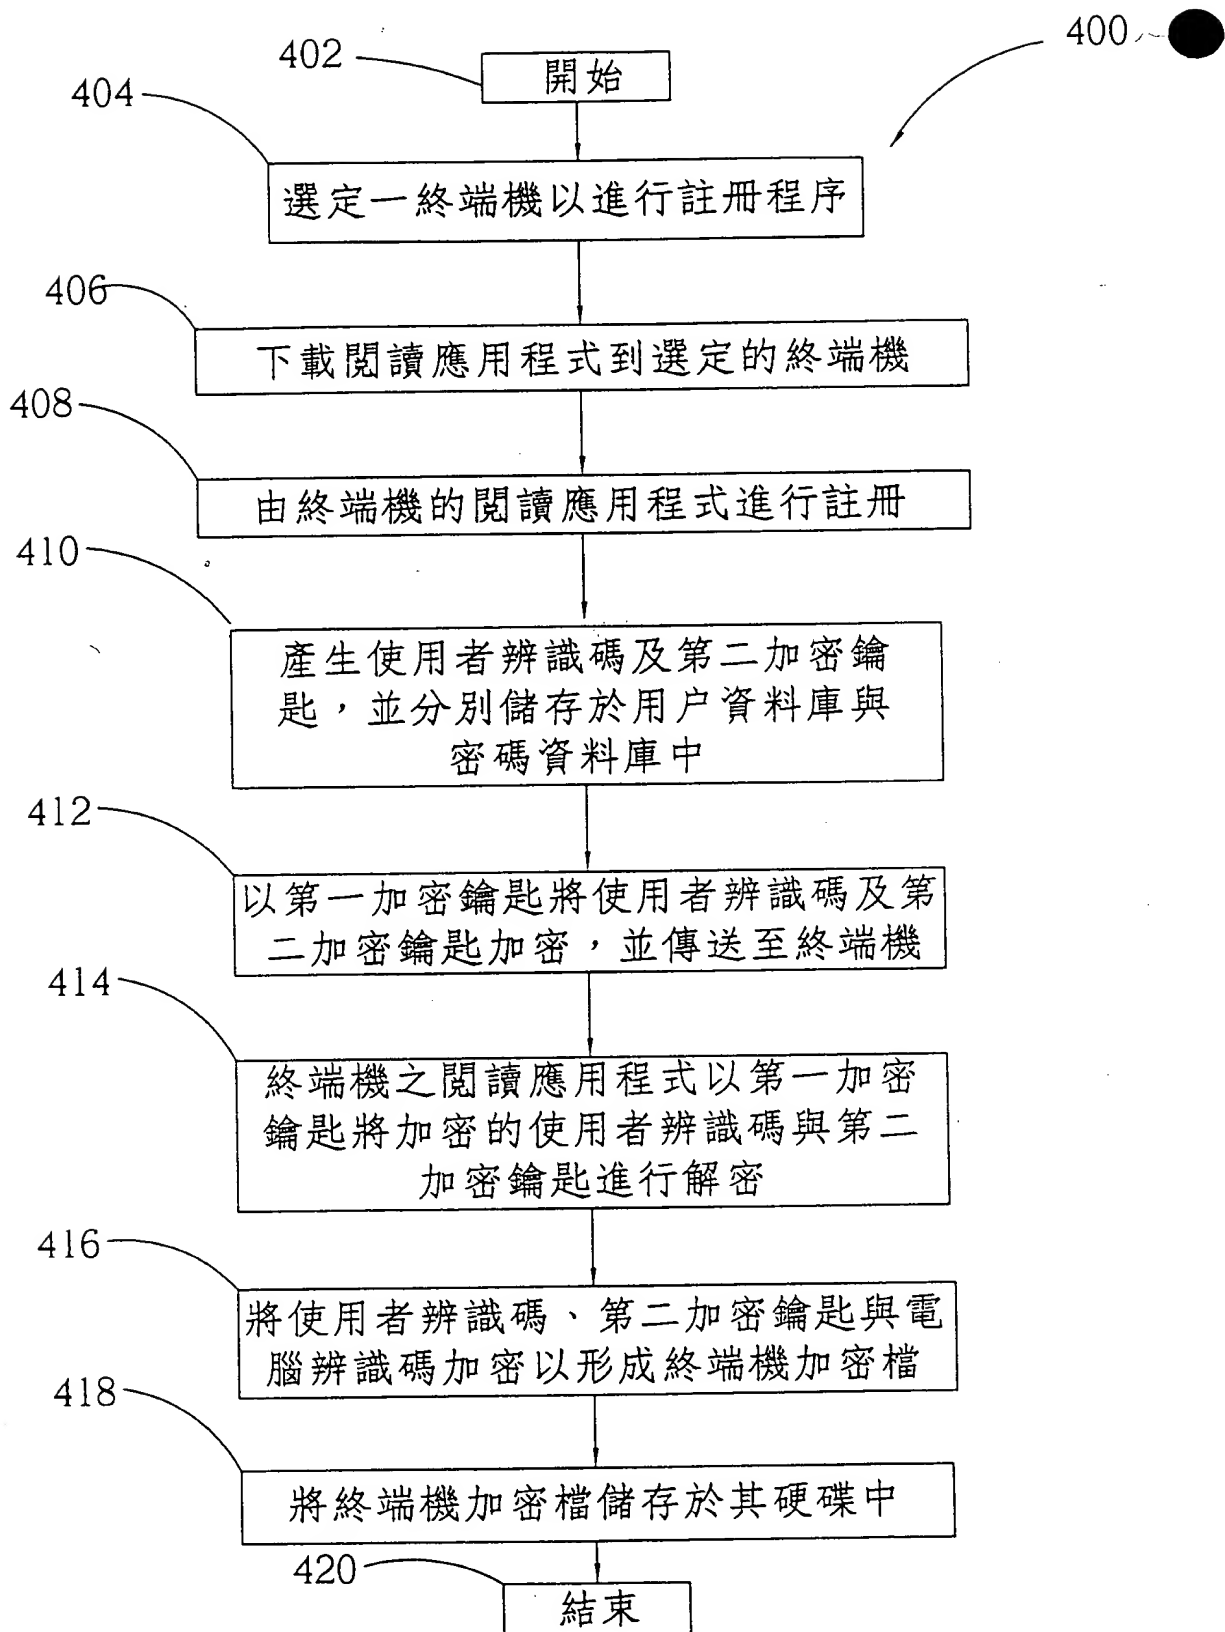 400
402
開始
404
選定一終端機以進行註冊程序
406
下載閱讀應用程式到選定的終端機
408
由終端機的閱讀應用程式進行註冊
410
產生使用者辨識碼及第二加密鑰
匙，並分別儲存於用户資料庫與
密碼資料庫中
412
以第一加密鑰匙將使用者辨識碼及第
二加密鑰匙加密，並傳送至終端機
414
終端機之閱讀應用程式以第一加密
鑰匙將加密的使用者辨識碼與第二
加密鑰匙進行解密
416
將使用者辨識碼、第二加密鑰匙與電
腦辨識碼加密以形成終端機加密檔
418
將終端機加密檔儲存於其硬碟中
420
結束